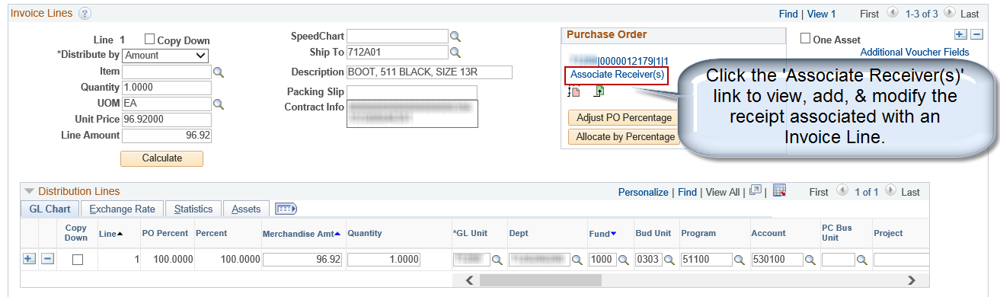 Invoice Lines ? Find | View 1 First 1-3 of 3 Last
Line 1 Copy Down
*Distribute by Amount
Item
Quantity 1.0000
UOM EA
Unit Price 96.92000
Line Amount 96.92
Calculate
SpeedChart
Ship To 712A01
Description BOOT, 511 BLACK, SIZE 13R
Packing Slip
Contract Info
Purchase Order
|0000012179|1|1
Associate Receiver(s)
Adjust PO Percentage
Allocate by Percentage
One Asset
Additional Voucher Fields
Click the 'Associate Receiver(s)'
link to view, add, & modify the
receipt associated with an
Invoice Line.
Distribution Lines Personalize | Find | View All | | First 1 of 1 Last
GL Chart Exchange Rate Statistics Assets
Copy Down Line PO Percent Percent Merchandise Amt Quantity *GL Unit Dept Fund Bud Unit Program Account PC Bus Unit Project
1 100.0000 100.0000 96.92 1.0000 1000 0303 51100 530100